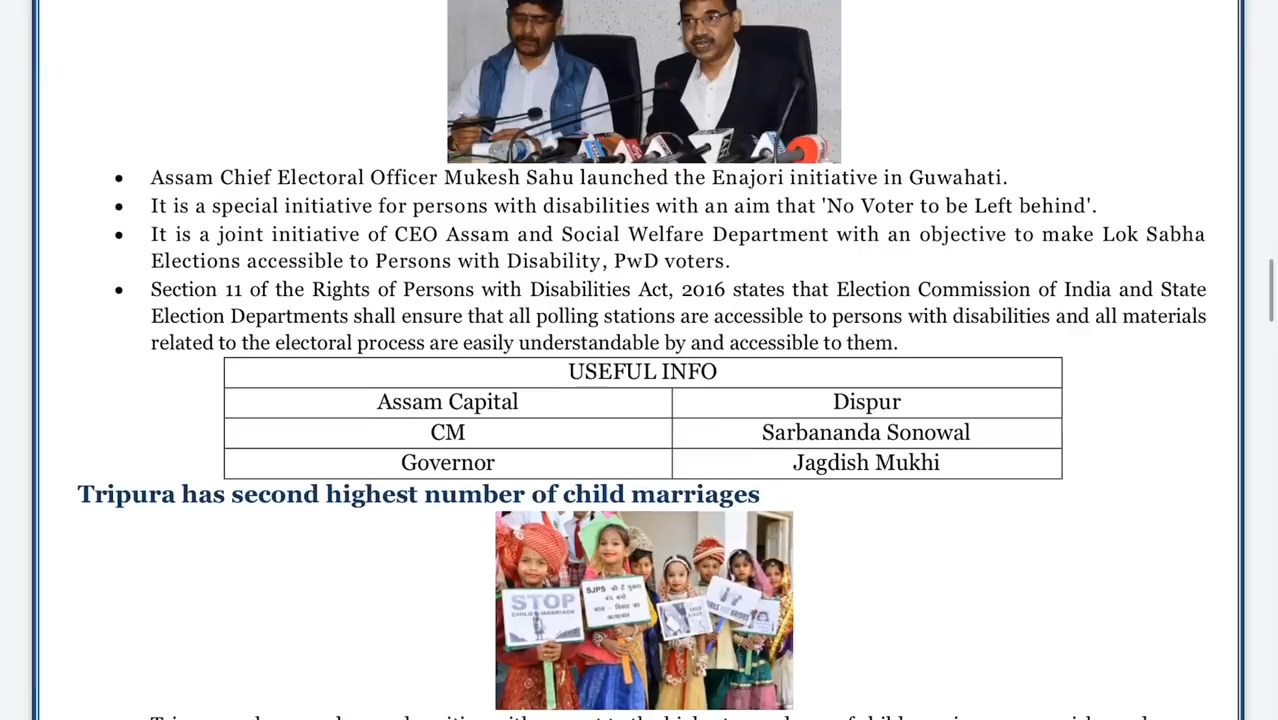 • Assam Chief Electoral Officer Mukesh Sahu launched the Enajori initiative in Guwahati.
• It is a special initiative for persons with disabilities with an aim that 'No Voter to be Left behind'.
• It is a joint initiative of CEO Assam and Social Welfare Department with an objective to make Lok Sabha
Elections accessible to Persons with Disability, PwD voters.
• Section 11 of the Rights of Persons with Disabilities Act, 2016 states that Election Commission of India and State
Election Departments shall ensure that all polling stations are accessible to persons with disabilities and all materials
related to the electoral process are easily understandable by and accessible to them.
USEFUL INFO
Assam Capital Dispur
CM Sarbananda Sonowal
Governor Jagdish Mukhi
Tripura has second highest number of child marriages
STOP
CHILD MARRIAGE
SJPS